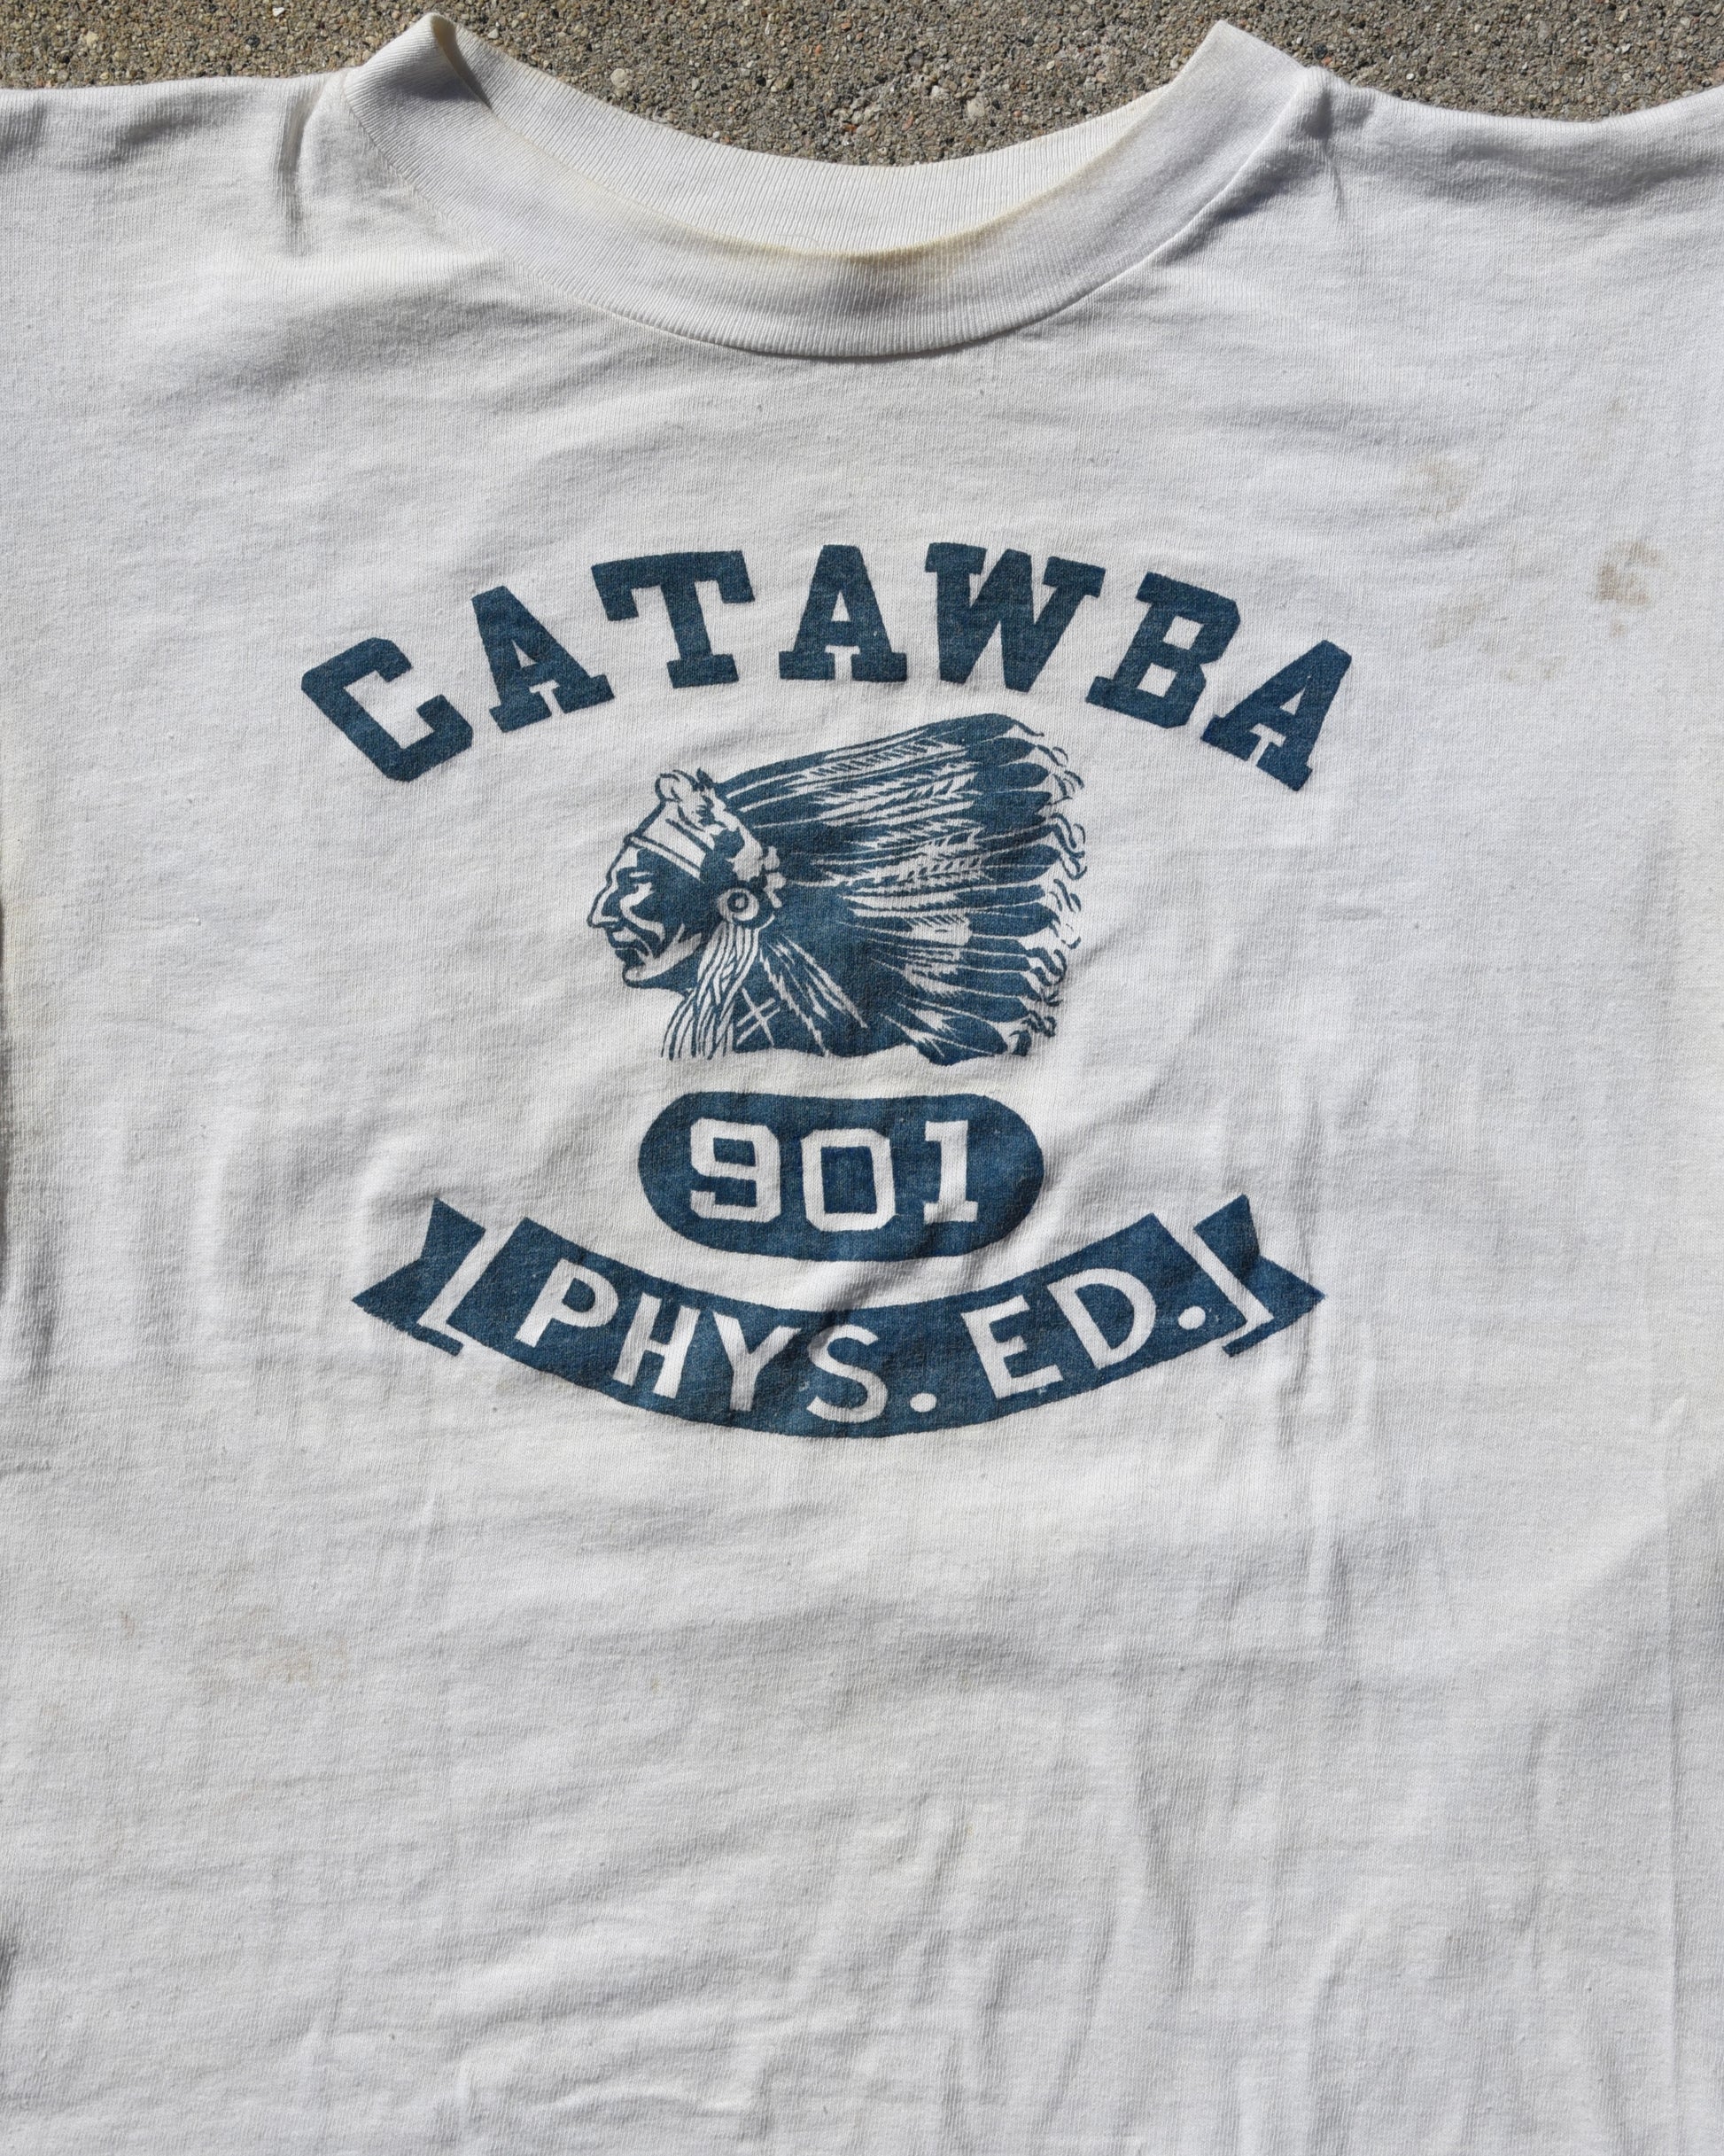 CATAWBA
901
PHYS. ED.